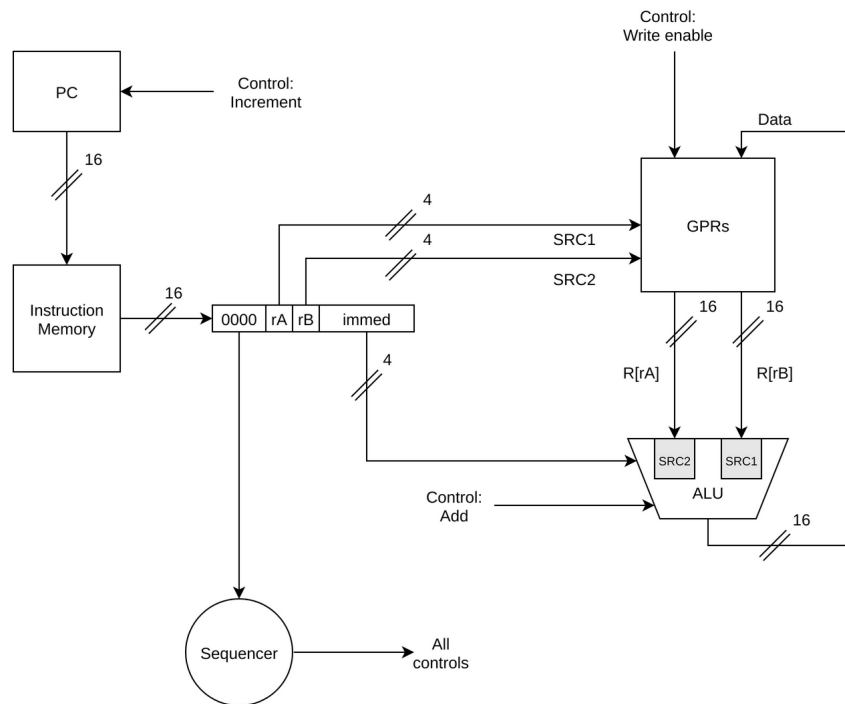 Control:
Write enable
PC
Control:
Increment
Data
16
4
GPRs
SRC1
4
SRC2
Instruction
Memory
16
0000 rA rB immed
16 16
4
R[rA] R[rB]
SRC2 SRC1
ALU
Control:
Add
16
Sequencer
All
controls